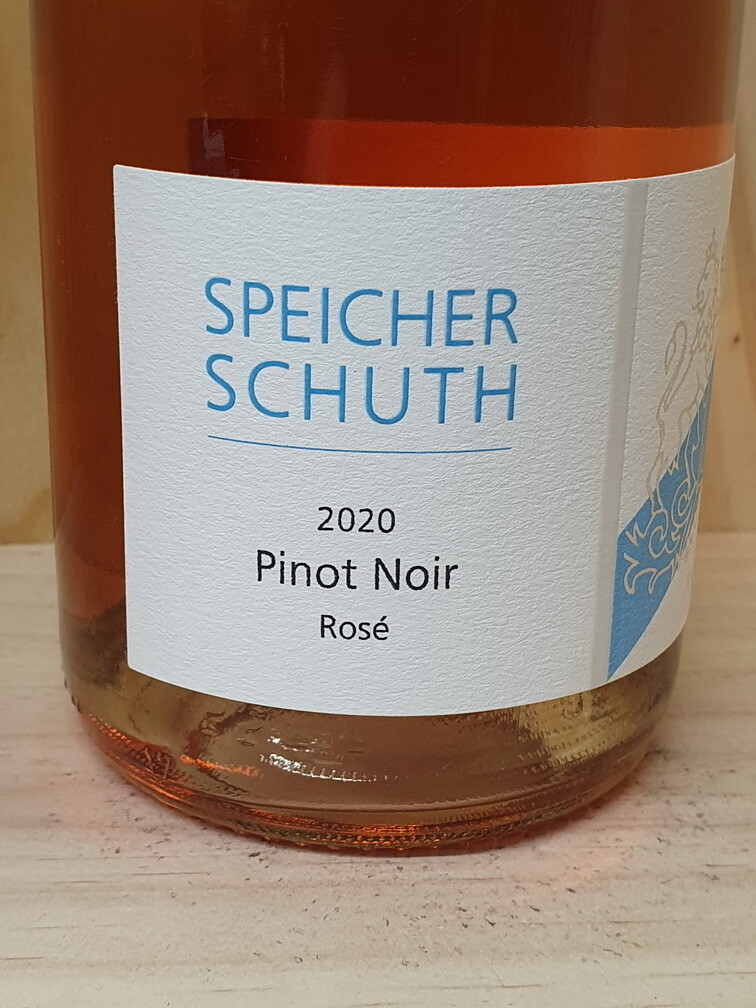 SPEICHER
SCHUTH
2020
Pinot Noir
Rosé